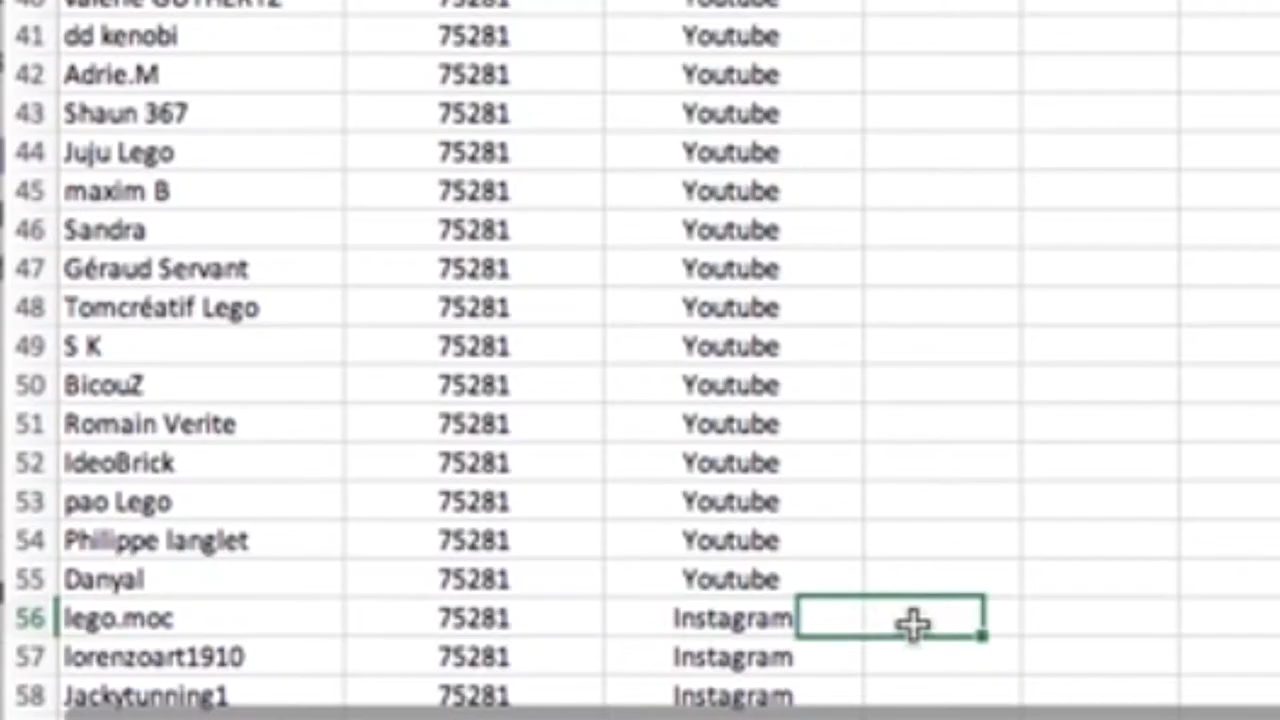 41 dd kenobi 75281 Youtube
42 Adrie.M 75281 Youtube
43 Shaun 367 75281 Youtube
44 Juju Lego 75281 Youtube
45 maxim B 75281 Youtube
46 Sandra 75281 Youtube
47 Géraud Servant 75281 Youtube
48 Tomcréatif Lego 75281 Youtube
49 S K 75281 Youtube
50 BicouZ 75281 Youtube
51 Romain Verite 75281 Youtube
52 IdeoBrick 75281 Youtube
53 pao Lego 75281 Youtube
54 Philippe langlet 75281 Youtube
55 Danyal 75281 Youtube
56 lego.moc 75281 Instagram
57 lorenzoart1910 75281 Instagram
58 Jackytunning1 75281 Instagram